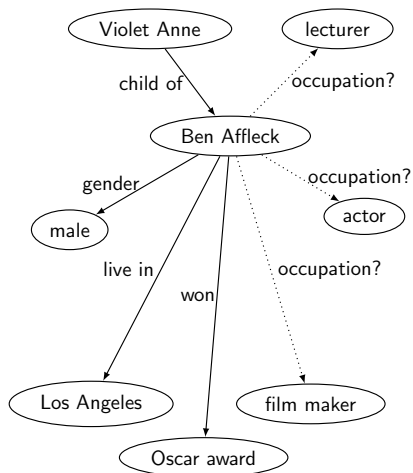 Violet Anne
lecturer
child of
occupation?
Ben Affleck
gender
occupation?
male
actor
live in
occupation?
won
Los Angeles
film maker
Oscar award